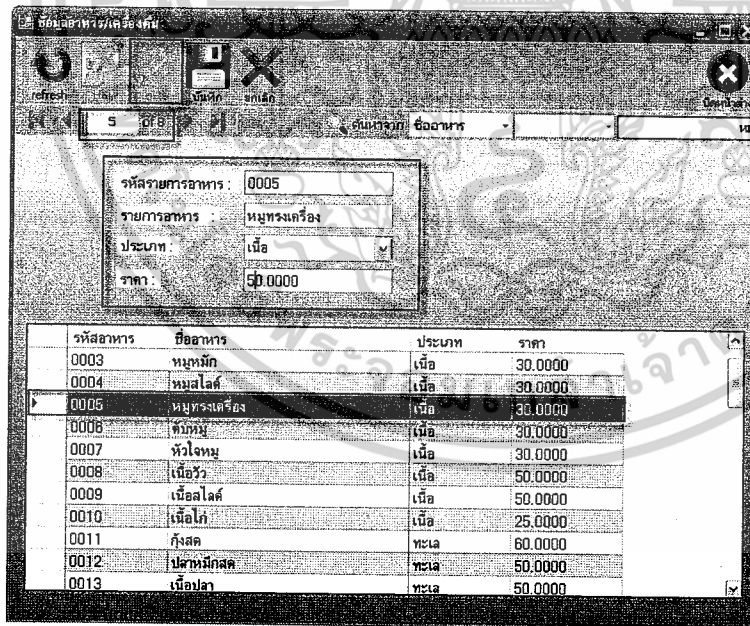 ข้อมูลอาหาร/เครื่องดื่ม
refresh บันทึก ยกเลิก
5 of 8 ค้นหาจาก ชื่ออาหาร
รหัสรายการอาหาร : 0005
รายการอาหาร : หมูทรงเครื่อง
ประเภท : เนื้อ
ราคา : 50.0000
รหัสอาหาร ชื่ออาหาร ประเภท ราคา
0003 หมูหมัก เนื้อ 30.0000
0004 หมูสไลด์ เนื้อ 30.0000
0005 หมูทรงเครื่อง เนื้อ 30.0000
0006 ตับหมู เนื้อ 30.0000
0007 หัวใจหมู เนื้อ 30.0000
0008 เนื้อวัว เนื้อ 50.0000
0009 เนื้อสไลด์ เนื้อ 50.0000
0010 เนื้อไก่ เนื้อ 25.0000
0011 กุ้งสด ทะเล 60.0000
0012 ปลาหมึกสด ทะเล 50.0000
0013 เนื้อปลา ทะเล 50.0000